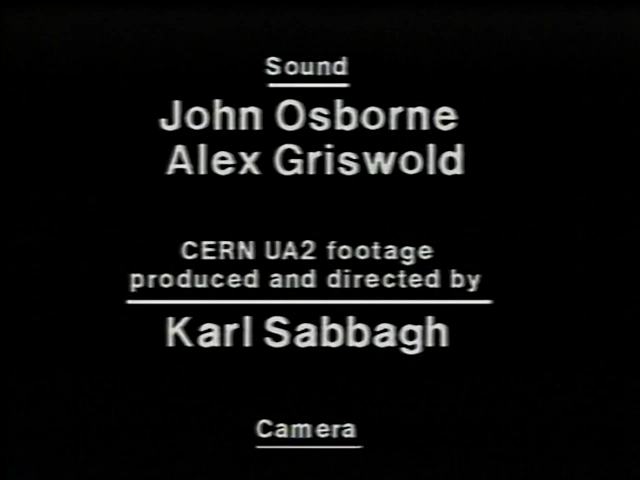 Sound
John Osborne
Alex Griswold
CERN UA2 footage
produced and directed by
Karl Sabbagh
Camera